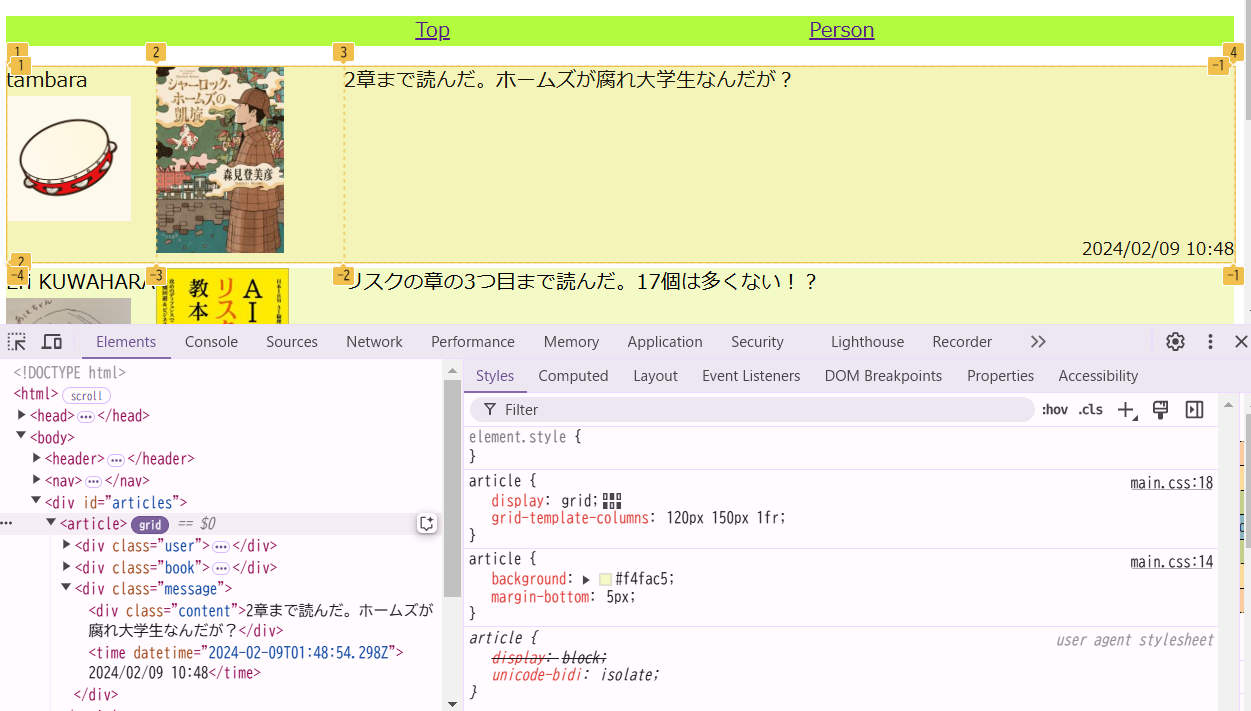 Top Person
1 2 3 4
1 -1
tambara
シャーロック・
ホームズの
凱旋
森見登美彦
2章まで読んだ。ホームズが腐れ大学生なんだが？
2024/02/09 10:48
2
-4 -3 -2 -1
KUWAHARA
AI
リスク
教本
リスクの章の3つ目まで読んだ。17個は多くない！？
Elements Console Sources Network Performance Memory Application Security Lighthouse Recorder
<!DOCTYPE html>
<html> scroll
<head> </head>
<body>
<header> </header>
<nav> </nav>
<div id="articles">
<article> grid == $0
<div class="user"> </div>
<div class="book"> </div>
<div class="message">
<div class="content">2章まで読んだ。ホームズが
腐れ大学生なんだが？</div>
<time datetime="2024-02-09T01:48:54.298Z">
2024/02/09 10:48</time>
</div>
Styles Computed Layout Event Listeners DOM Breakpoints Properties Accessibility
Filter :hov .cls
element.style {
}
article { main.css:18
display: grid;
grid-template-columns: 120px 150px 1fr;
}
article { main.css:14
background: #f4fac5;
margin-bottom: 5px;
}
article { user agent stylesheet
display: block;
unicode-bidi: isolate;
}